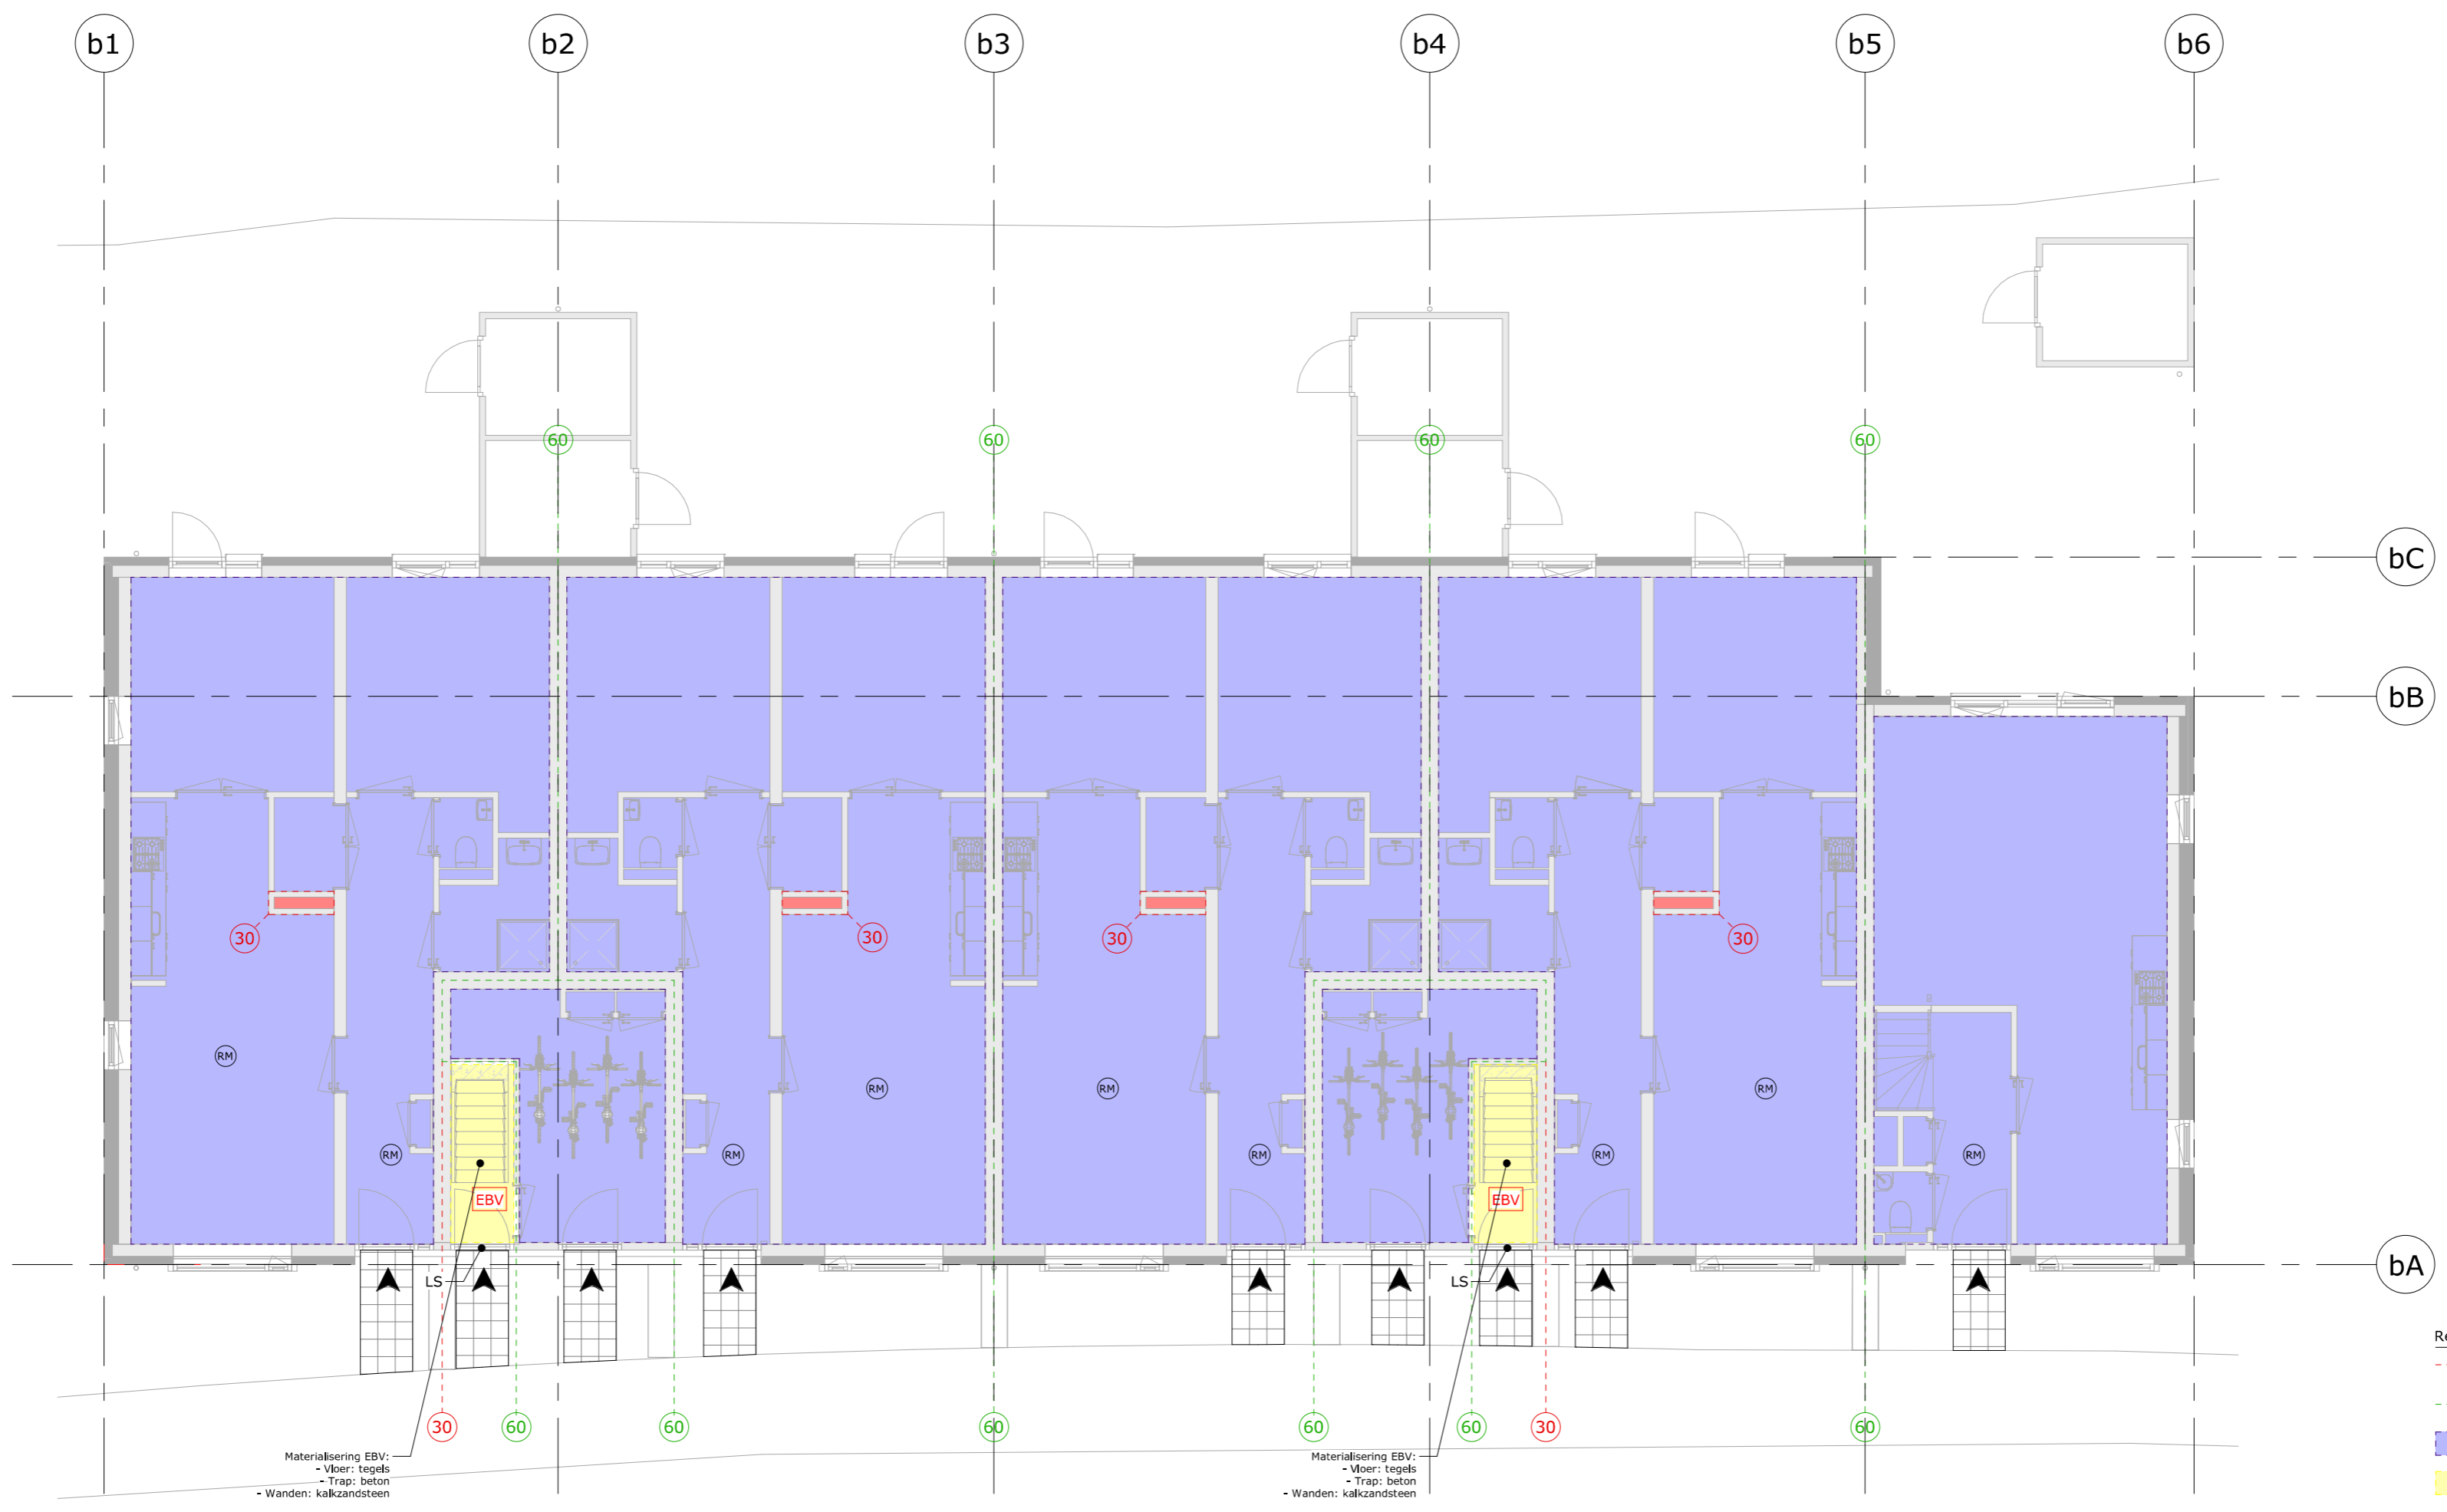 b1 b2 b3 b4 b5 b6
60 60 60 60
bC
bB
30 30 30 30
RM RM RM RM
RM RM RM RM RM
EBV EBV
LS LS
bA
30 60 60 60 60 60 30 60
Materialisering EBV:
- Vloer: tegels
- Trap: beton
- Wanden: kalkzandsteen
Materialisering EBV:
- Vloer: tegels
- Trap: beton
- Wanden: kalkzandsteen